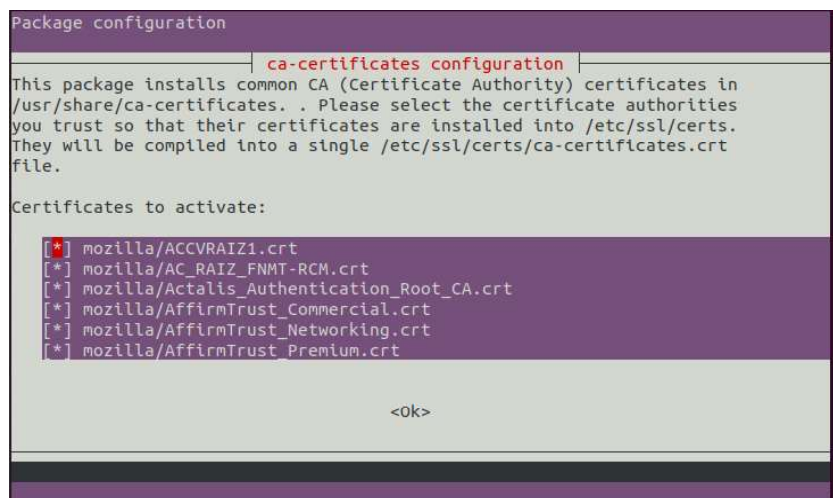 Package configuration
ca-certificates configuration
This package installs common CA (Certificate Authority) certificates in
/usr/share/ca-certificates. . Please select the certificate authorities
you trust so that their certificates are installed into /etc/ssl/certs.
They will be compiled into a single /etc/ssl/certs/ca-certificates.crt
file.
Certificates to activate:
[*] mozilla/ACCVRAIZ1.crt
[*] mozilla/AC_RAIZ_FNMT-RCM.crt
[*] mozilla/Actalis_Authentication_Root_CA.crt
[*] mozilla/AffirmTrust_Commercial.crt
[*] mozilla/AffirmTrust_Networking.crt
[*] mozilla/AffirmTrust_Premium.crt
<Ok>